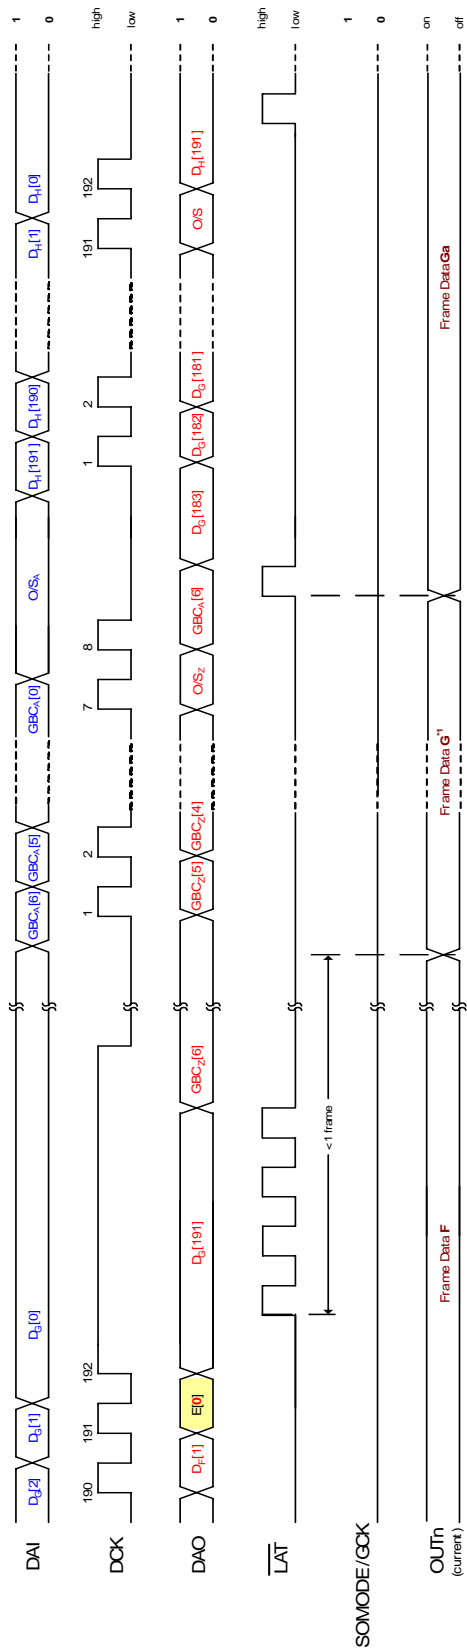 DAI DG[2] DG[1] DG[0] GBCA[6] GBCA[5] GBCA[0] O/SA DH[191] DH[190] DH[1] DH[0] 1
0
190 191 192 1 2 7 8 1 2 191 192 high
DCK low
DAO DF[1] E[0] DG[191] GBCZ[6] GBCZ[5] GBCZ[4] O/SZ GBCA[6] DG[183] DG[182] DG[181] O/S DH[191] 1
0
LAT high
low
< 1 frame
SOMODE/GCK 1
0
OUTn Frame Data F Frame Data G*1 Frame Data Ga on
(current) off